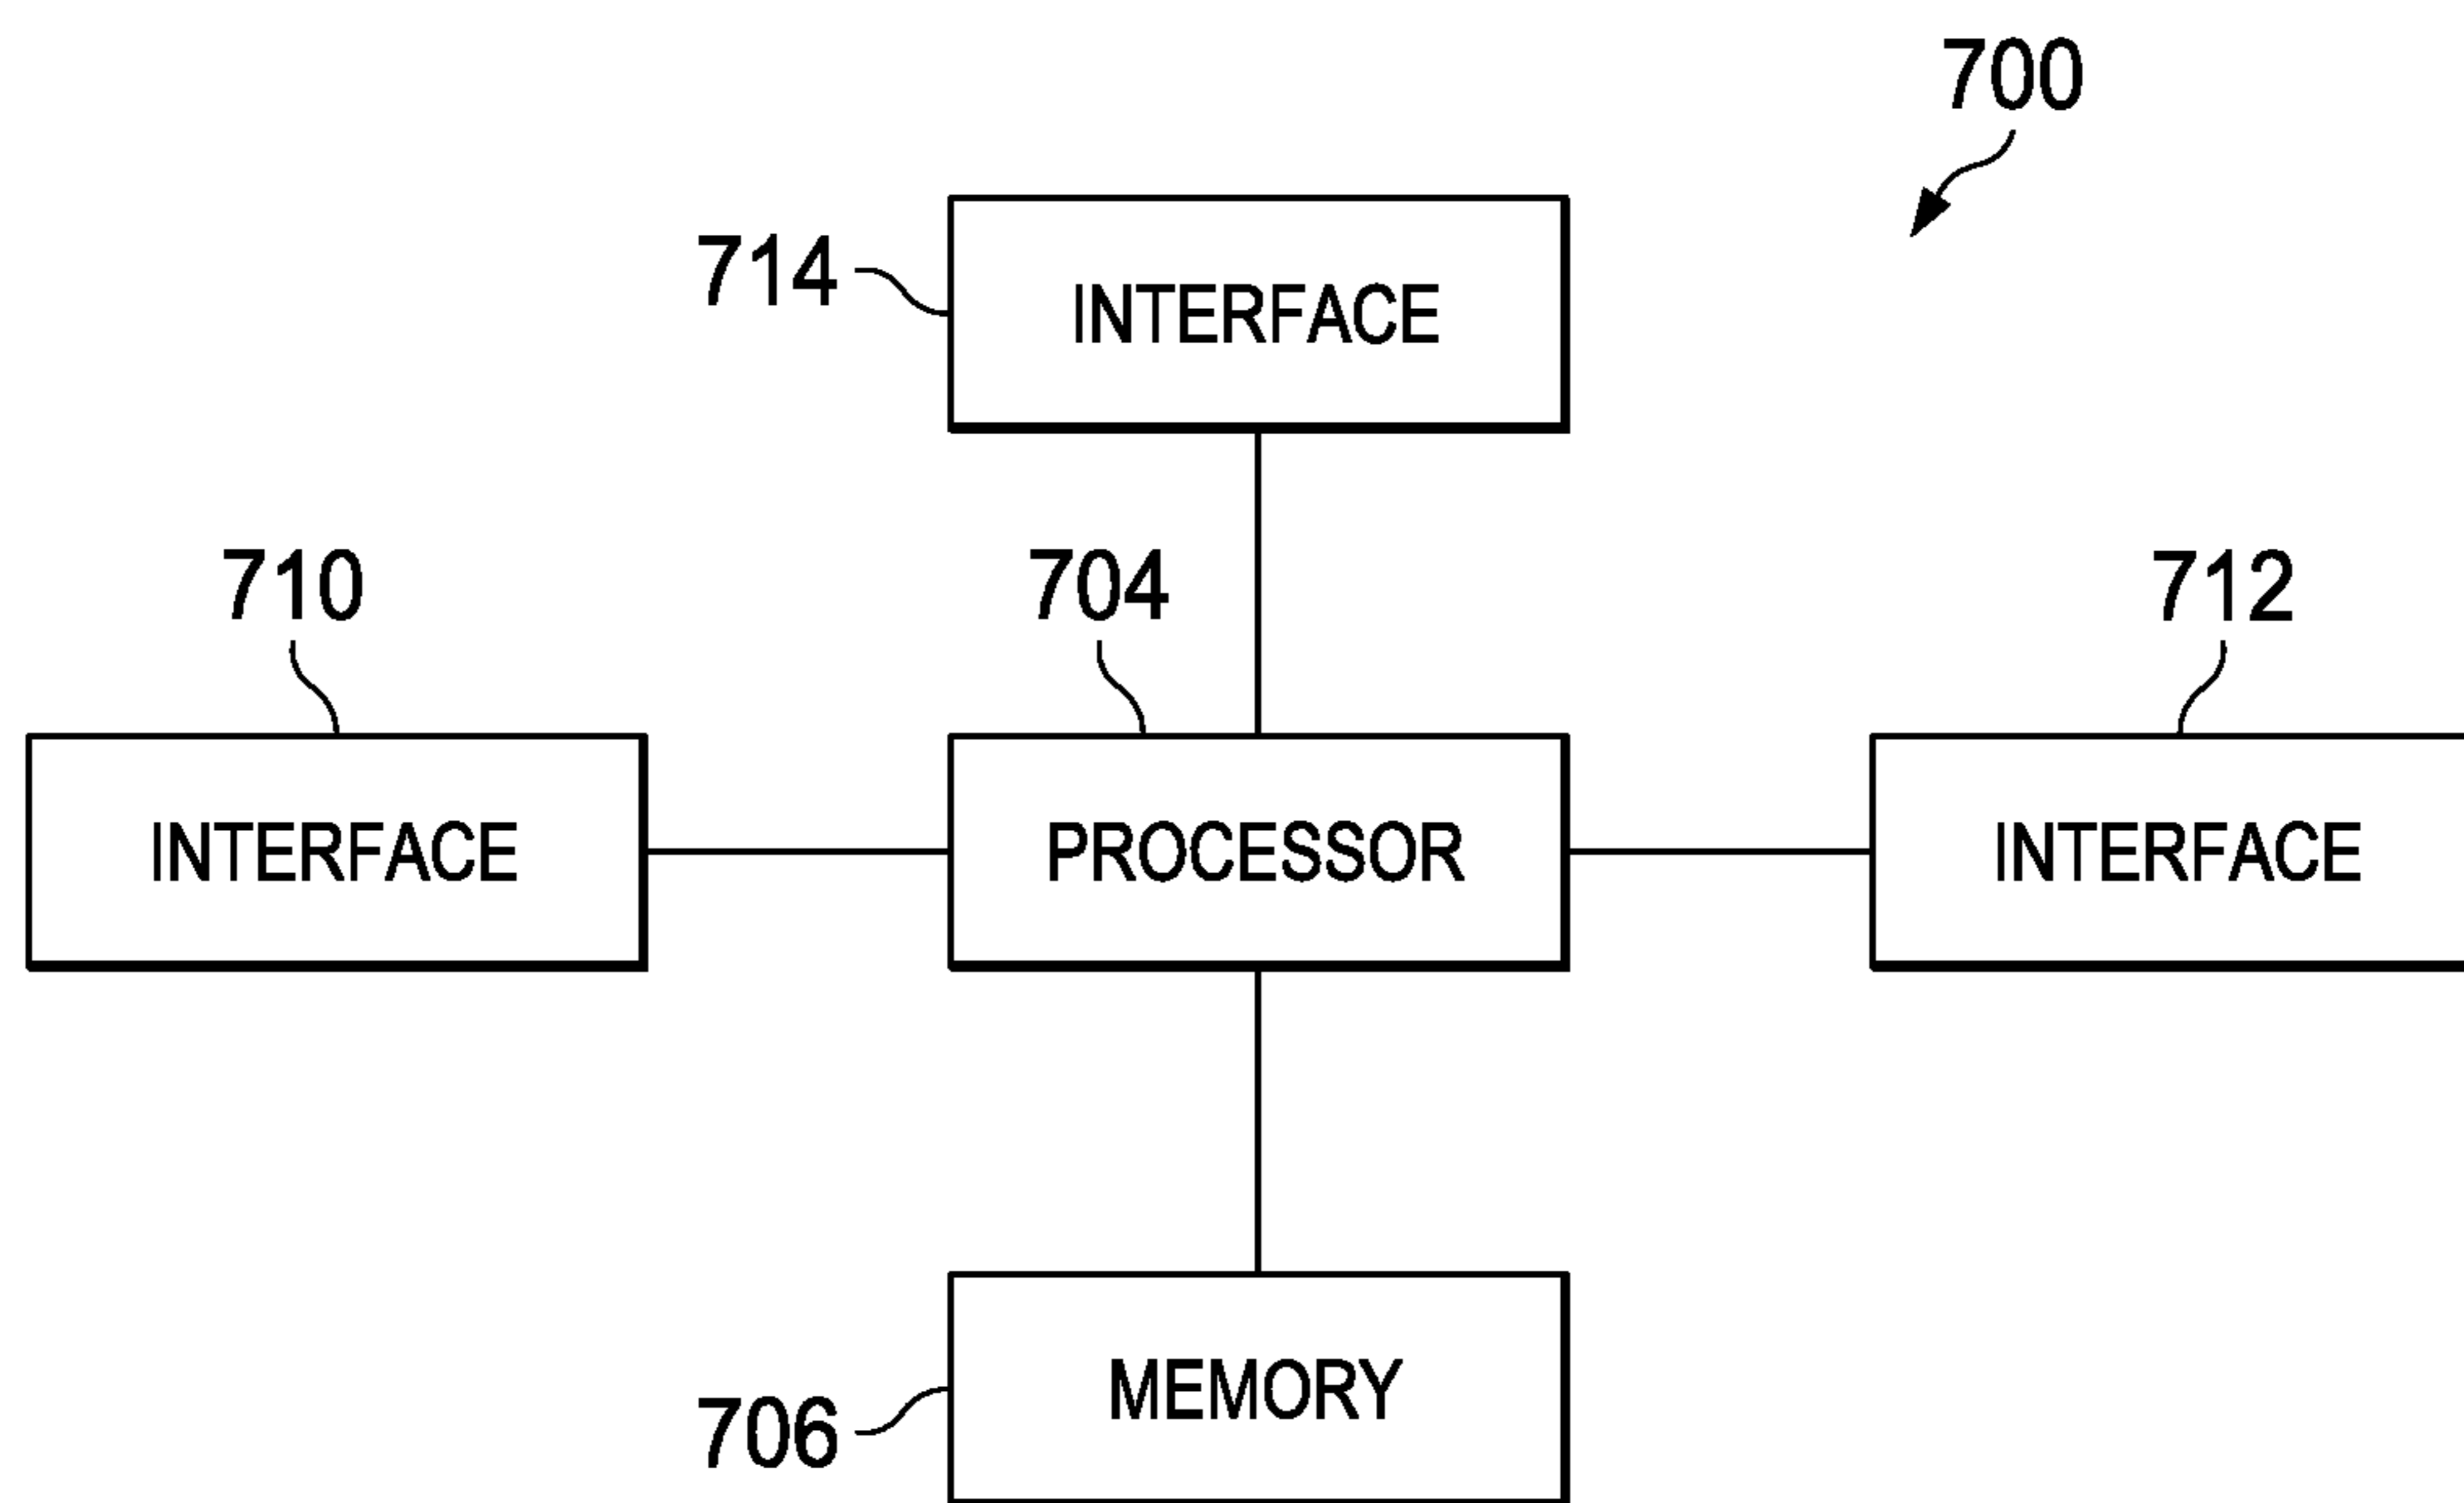 700
714
INTERFACE
710
704
712
INTERFACE
PROCESSOR
INTERFACE
706
MEMORY